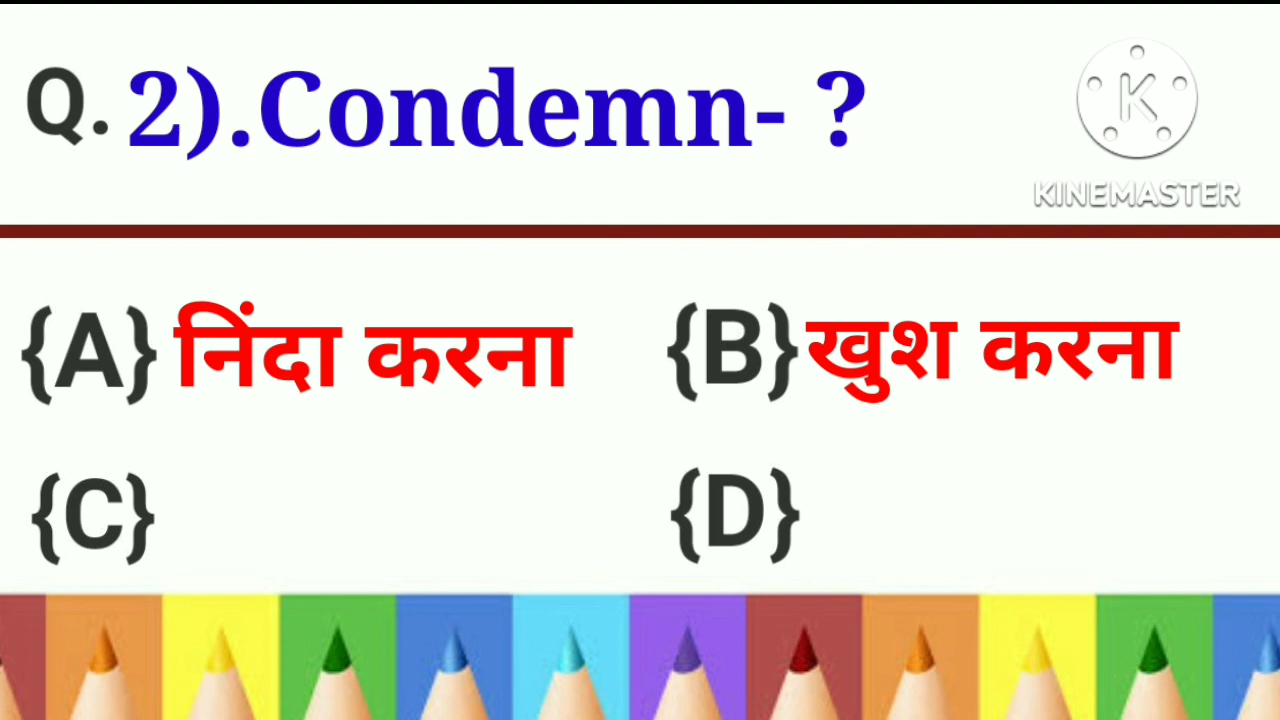 Q. 2).Condemn- ?
K
KINEMASTER
{A} निंदा करना {B} खुश करना
{C} {D}